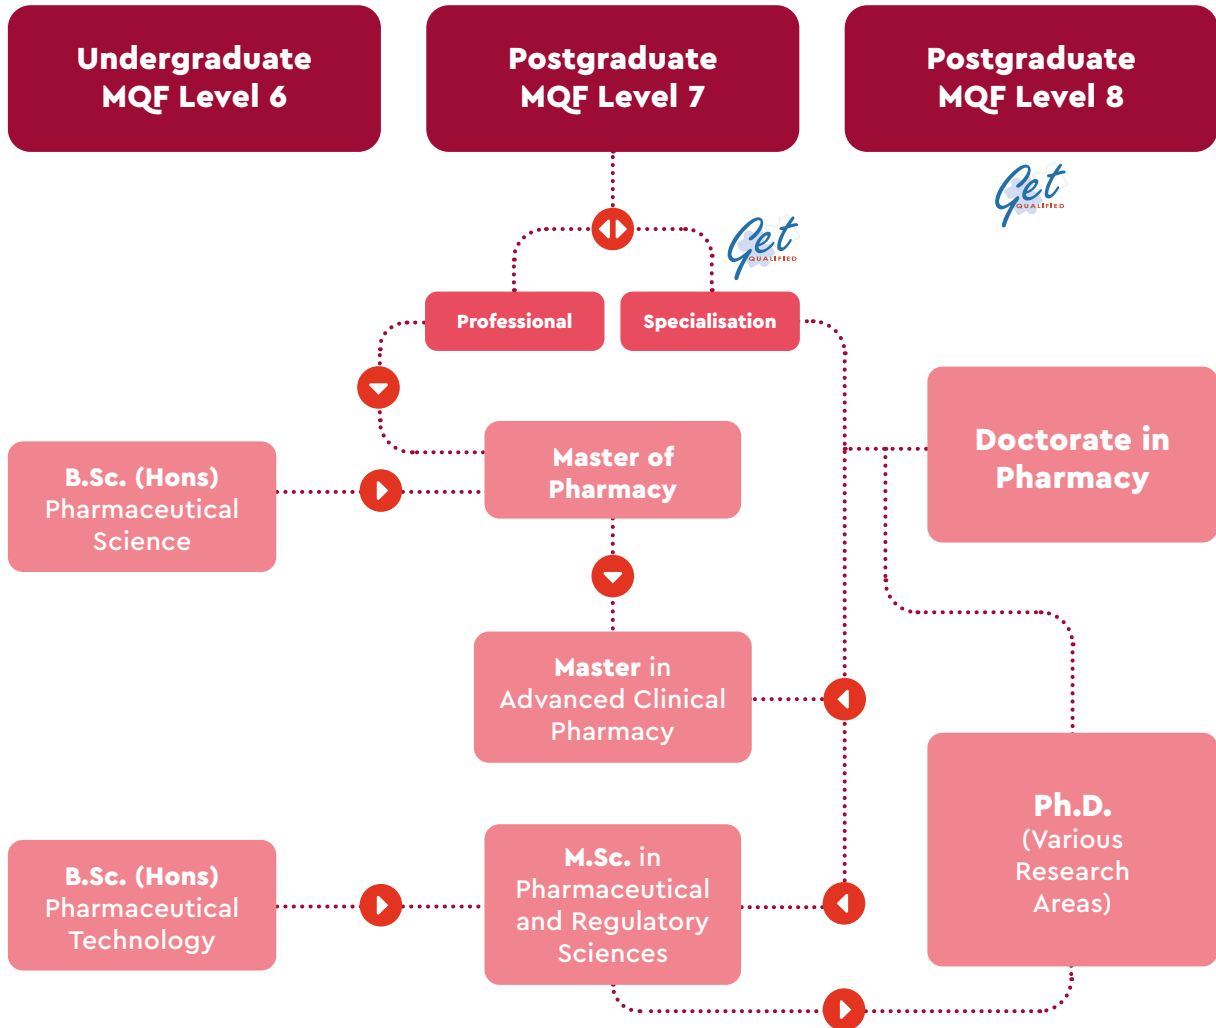 Undergraduate
MQF Level 6
Postgraduate
MQF Level 7
Postgraduate
MQF Level 8
Get
QUALIFIED
Get
QUALIFIED
Professional
Specialisation
B.Sc. (Hons)
Pharmaceutical
Science
Master of
Pharmacy
Doctorate in
Pharmacy
Master in
Advanced Clinical
Pharmacy
B.Sc. (Hons)
Pharmaceutical
Technology
M.Sc. in
Pharmaceutical
and Regulatory
Sciences
Ph.D.
(Various
Research
Areas)